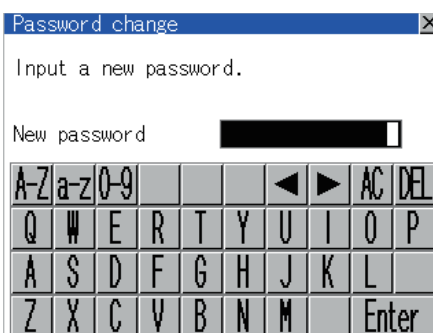 Password change
Input a new password.
New password
A-Z a-z 0-9 ◀ ▶ AC DEL
Q W E R T Y U I O P
A S D F G H J K L
Z X C V B N M Enter